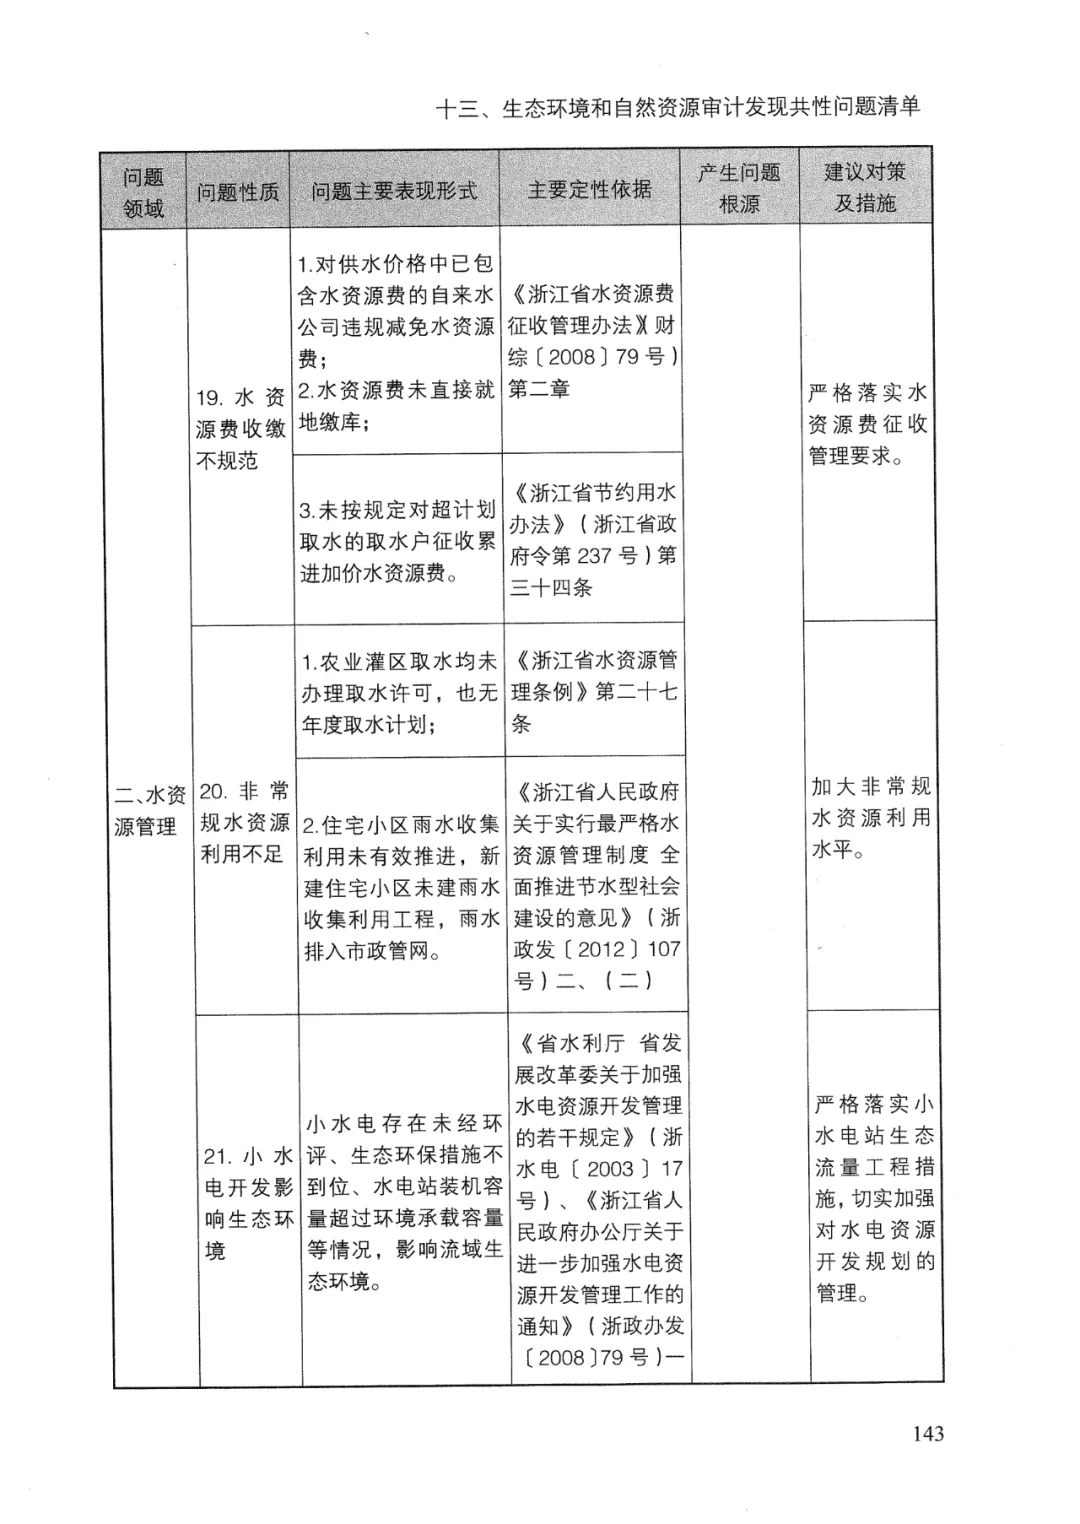 十三、生态环境和自然资源审计发现共性问题清单
问题
领域
问题性质
问题主要表现形式
主要定性依据
产生问题
根源
建议对策
及措施
二、水资
源管理
19. 水 资
源费收缴
不规范
1.对供水价格中已包
含水资源费的自来水
公司违规减免水资源
费；
2.水资源费未直接就
地缴库；
《浙江省水资源费
征收管理办法》(财
综〔2008〕79 号)
第二章
3.未按规定对超计划
取水的取水户征收累
进加价水资源费。
《浙江省节约用水
办法》(浙江省政
府令第 237 号)第
三十四条
严格落实水
资源费征收
管理要求。
20. 非 常
规水资源
利用不足
1.农业灌区取水均未
办理取水许可，也无
年度取水计划；
《浙江省水资源管
理条例》第二十七
条
2.住宅小区雨水收集
利用未有效推进，新
建住宅小区未建雨水
收集利用工程，雨水
排入市政管网。
《浙江省人民政府
关于实行最严格水
资源管理制度 全
面推进节水型社会
建设的意见》(浙
政发〔2012〕107
号)二、(二)
加大非常规
水资源利用
水平。
21. 小 水
电开发影
响生态环
境
小水电存在未经环
评、生态环保措施不
到位、水电站装机容
量超过环境承载容量
等情况，影响流域生
态环境。
《省水利厅 省发
展改革委关于加强
水电资源开发管理
的若干规定》(浙
水电〔2003〕17
号)、《浙江省人
民政府办公厅关于
进一步加强水电资
源开发管理工作的
通知》(浙政办发
〔2008〕79 号)一
严格落实小
水电站生态
流量工程措
施，切实加强
对水电资源
开发规划的
管理。
143